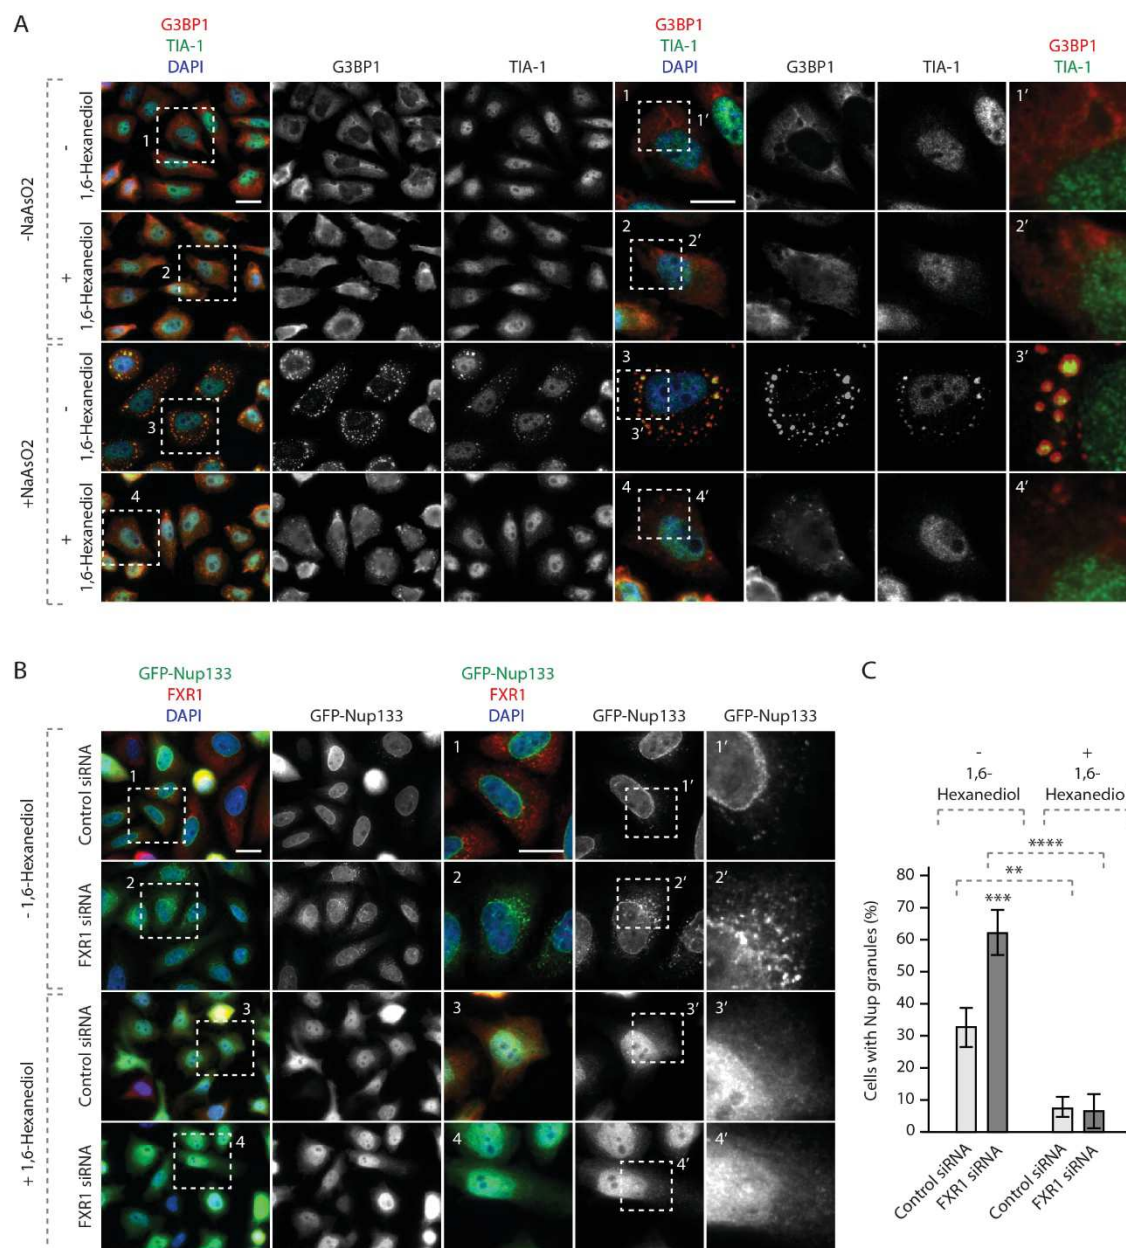 A
G3BP1
TIA-1
DAPI
G3BP1
TIA-1
G3BP1
TIA-1
DAPI
G3BP1
TIA-1
G3BP1
TIA-1
-NaAsO2
-
1,6-Hexanediol
1
1
1'
1'
+
1,6-Hexanediol
2
2
2'
2'
+NaAsO2
-
1,6-Hexanediol
3
3
3'
3'
+
1,6-Hexanediol
4
4
4'
4'
B
GFP-Nup133
FXR1
DAPI
GFP-Nup133
GFP-Nup133
FXR1
DAPI
GFP-Nup133
GFP-Nup133
- 1,6-Hexanediol
Control siRNA
1
1
1'
1'
FXR1 siRNA
2
2
2'
2'
+ 1,6-Hexanediol
Control siRNA
3
3
3'
3'
FXR1 siRNA
4
4
4'
4'
C
-
1,6-
Hexanediol
+
1,6-
Hexanedio
****
**
***
Cells with Nup granules (%)
80
70
60
50
40
30
20
10
0
Control siRNA
FXR1 siRNA
Control siRNA
FXR1 siRNA